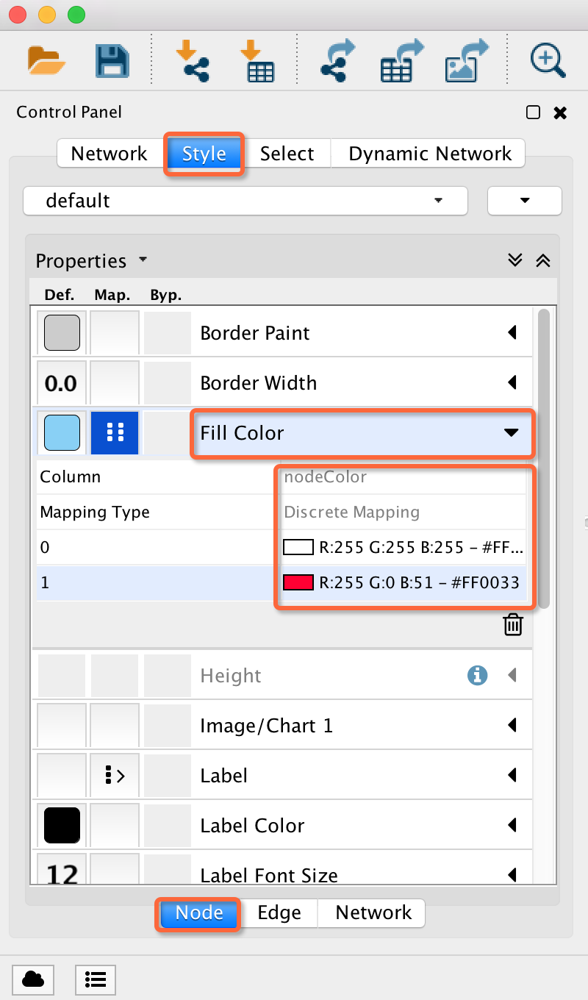 Control Panel
Network Style Select Dynamic Network
default
Properties
Def. Map. Byp.
Border Paint
0.0 Border Width
Fill Color
Column nodeColor
Mapping Type Discrete Mapping
0 R:255 G:255 B:255 – #FF...
1 R:255 G:0 B:51 – #FF0033
Height
Image/Chart 1
Label
Label Color
12 Label Font Size
Node Edge Network